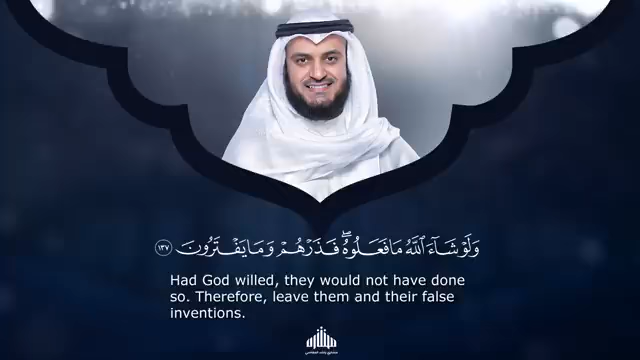 وَلَوْ شَآءَ ٱللَّهُ مَا فَعَلُوهُ ۖ فَذَرْهُمْ وَمَا يَفْتَرُونَ ١٣٧
Had God willed, they would not have done
so. Therefore, leave them and their false
inventions.